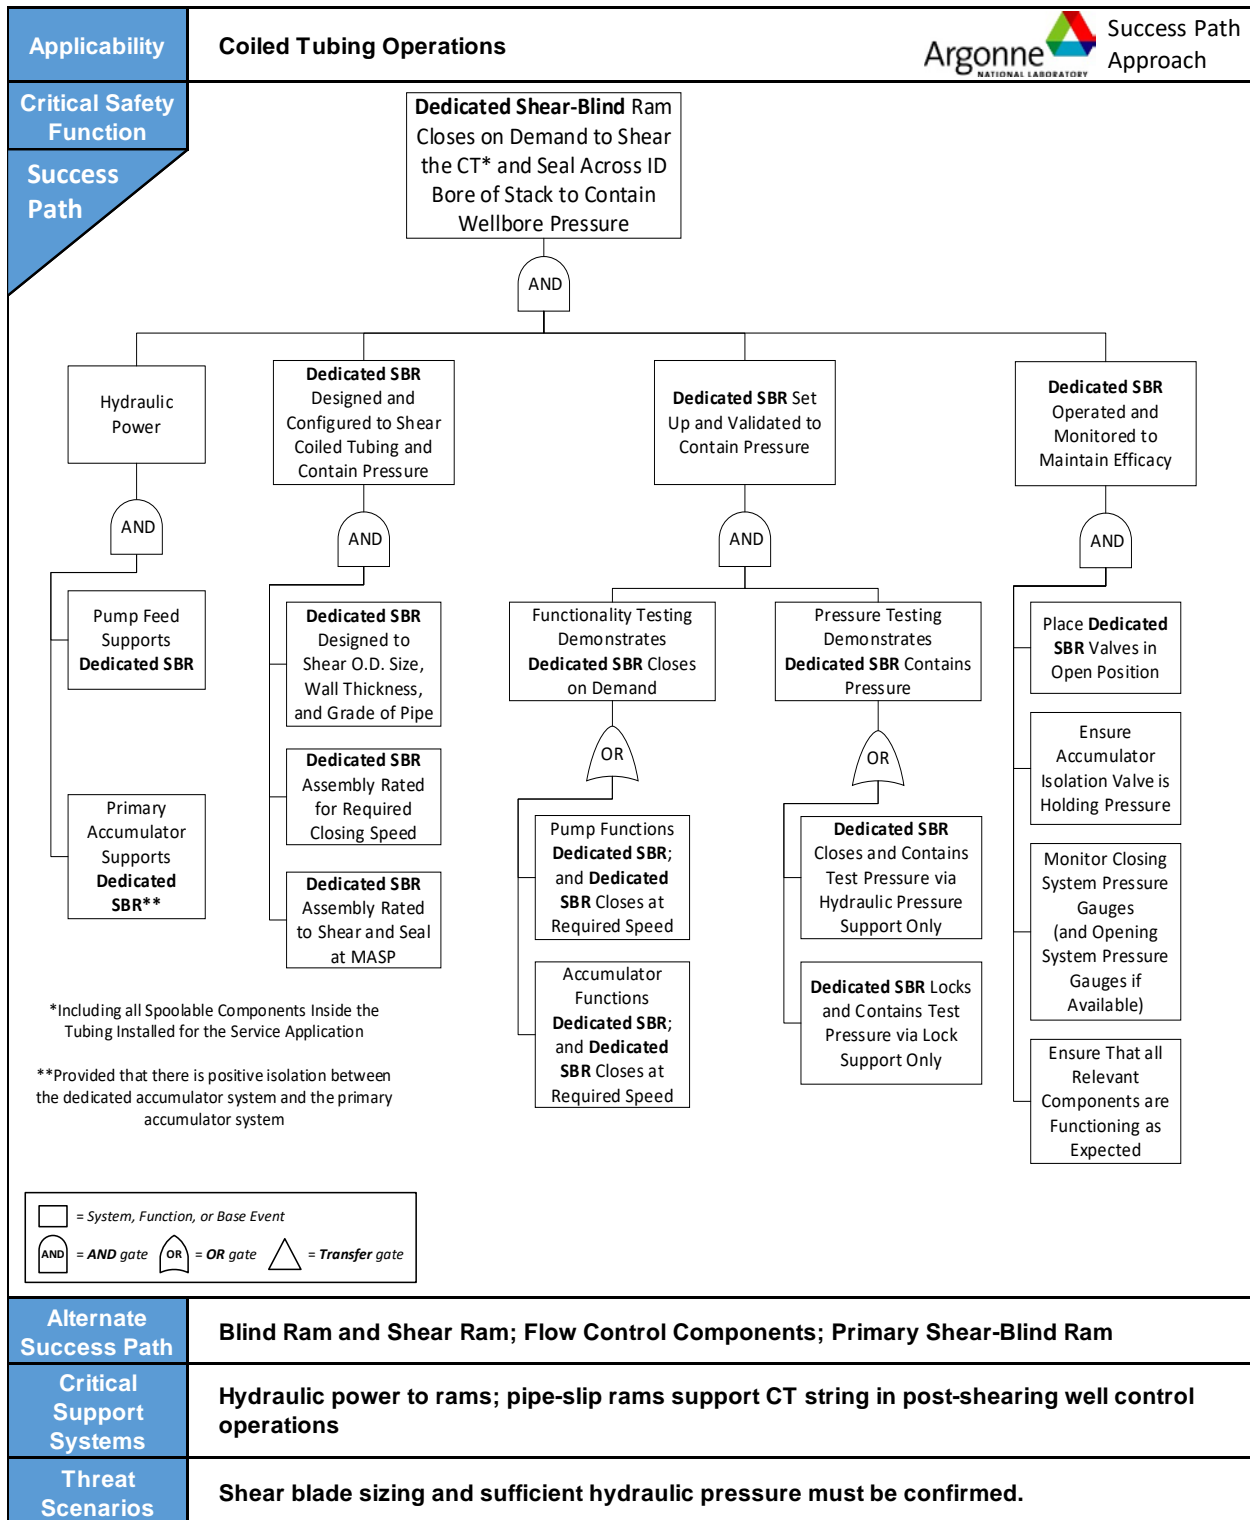 Applicability
Coiled Tubing Operations
Argonne
NATIONAL LABORATORY
Success Path
Approach
Critical Safety
Function
Success
Path
Dedicated Shear-Blind Ram
Closes on Demand to Shear
the CT* and Seal Across ID
Bore of Stack to Contain
Wellbore Pressure
AND
Hydraulic
Power
AND
Pump Feed
Supports
Dedicated SBR
Primary
Accumulator
Supports
Dedicated
SBR**
Dedicated SBR
Designed and
Configured to Shear
Coiled Tubing and
Contain Pressure
AND
Dedicated SBR
Designed to
Shear O.D. Size,
Wall Thickness,
and Grade of Pipe
Dedicated SBR
Assembly Rated
for Required
Closing Speed
Dedicated SBR
Assembly Rated
to Shear and Seal
at MASP
Dedicated SBR Set
Up and Validated to
Contain Pressure
AND
Functionality Testing
Demonstrates
Dedicated SBR Closes
on Demand
OR
Pump Functions
Dedicated SBR;
and Dedicated
SBR Closes at
Required Speed
Accumulator
Functions
Dedicated SBR;
and Dedicated
SBR Closes at
Required Speed
Pressure Testing
Demonstrates
Dedicated SBR Contains
Pressure
OR
Dedicated SBR
Closes and Contains
Test Pressure via
Hydraulic Pressure
Support Only
Dedicated SBR Locks
and Contains Test
Pressure via Lock
Support Only
Dedicated SBR
Operated and
Monitored to
Maintain Efficacy
AND
Place Dedicated
SBR Valves in
Open Position
Ensure
Accumulator
Isolation Valve is
Holding Pressure
Monitor Closing
System Pressure
Gauges
(and Opening
System Pressure
Gauges if
Available)
Ensure That all
Relevant
Components are
Functioning as
Expected
*Including all Spoolable Components Inside the
Tubing Installed for the Service Application
**Provided that there is positive isolation between
the dedicated accumulator system and the primary
accumulator system
= System, Function, or Base Event
AND = AND gate OR = OR gate = Transfer gate
Alternate
Success Path
Blind Ram and Shear Ram; Flow Control Components; Primary Shear-Blind Ram
Critical
Support
Systems
Hydraulic power to rams; pipe-slip rams support CT string in post-shearing well control
operations
Threat
Scenarios
Shear blade sizing and sufficient hydraulic pressure must be confirmed.